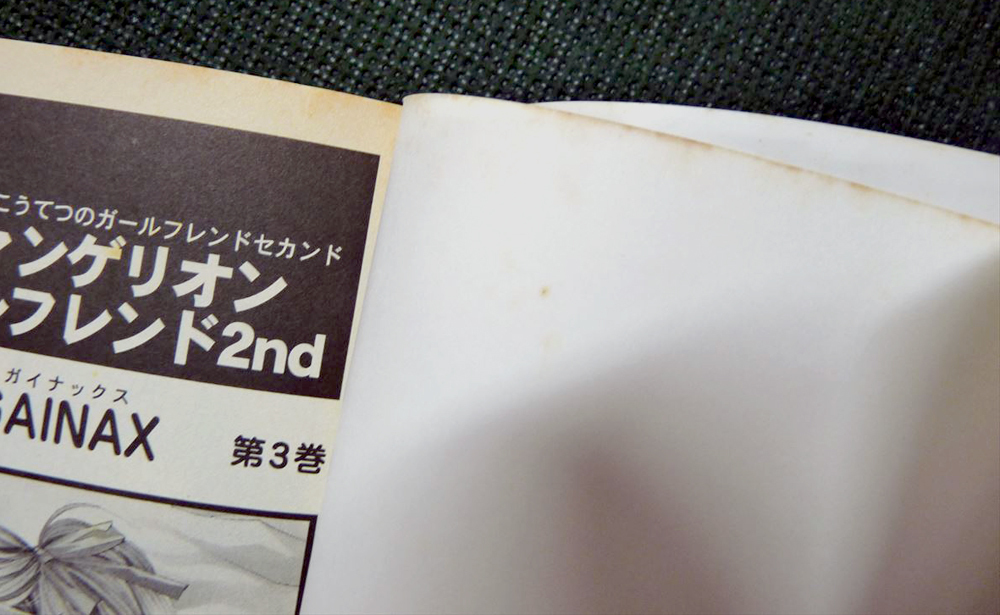 こうてつのガールフレンドセカンド
ァンゲリオン
フレンド2nd
ガイナックス
GAINAX
第3巻